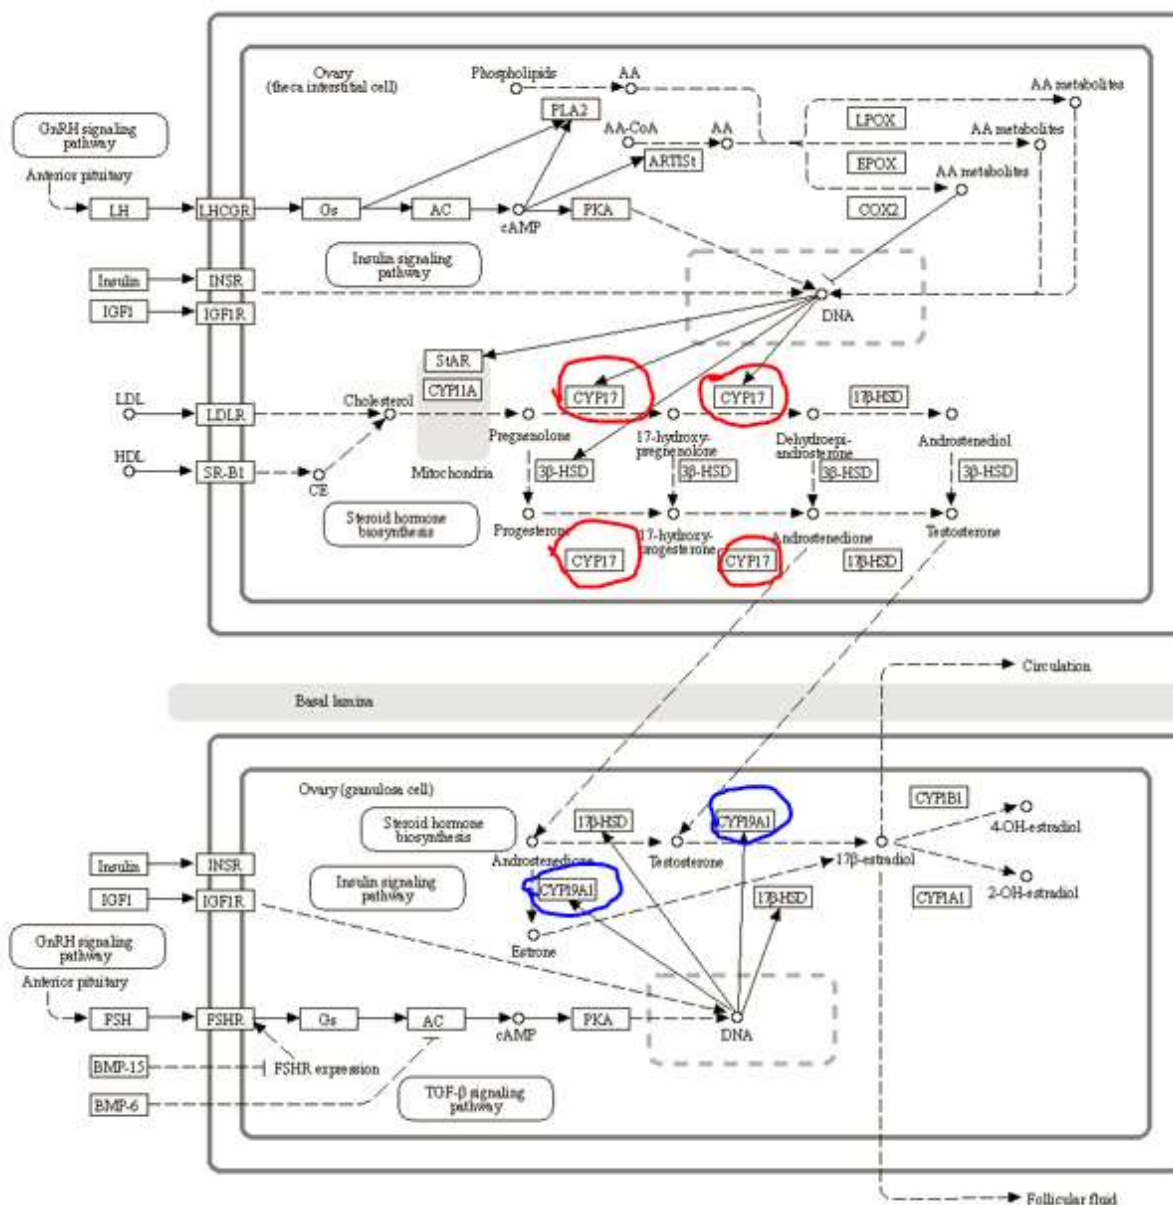 Ovary
(theca interstitial cell)
Phospholipids
AA
PLA2
AA-CoA
AA
ARTISt
LPOX
EPOX
COX2
AA metabolites
AA metabolites
AA metabolites
GnRH signaling
pathway
Anterior pituitary
LH
LHCGR
Gs
AC
cAMP
PKA
Insulin signaling
pathway
Insulin
INSR
IGF1
IGF1R
DNA
StAR
CYP11A
CYP17
CYP17
17β-HSD
LDL
LDLR
Cholesterol
Pregnenolone
17-hydroxy-
pregnenolone
Dehydroepi-
androsterone
Androstenediol
HDL
SR-B1
CE
Mitochondria
3β-HSD
3β-HSD
3β-HSD
3β-HSD
Steroid hormone
biosynthesis
Progesterone
17-hydroxy-
progesterone
Androstenedione
Testosterone
CYP17
CYP17
17β-HSD
Circulation
Basal lamina
Ovary (granulosa cell)
Steroid hormone
biosynthesis
17β-HSD
CYP19A1
CYP1B1
4-OH-estradiol
Androstenedione
Testosterone
17β-estradiol
Insulin
INSR
Insulin signaling
pathway
CYP19A1
17β-HSD
CYP1A1
2-OH-estradiol
IGF1
IGF1R
Estrone
GnRH signaling
pathway
Anterior pituitary
FSH
FSHR
Gs
AC
cAMP
PKA
DNA
BMP-15
FSHR expression
BMP-6
TGF-β signaling
pathway
Follicular fluid